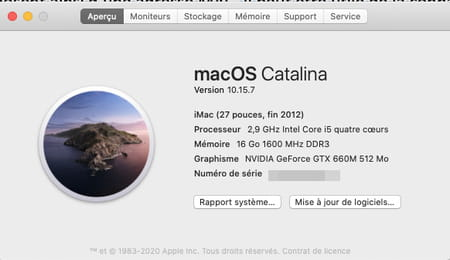 Aperçu Moniteurs Stockage Mémoire Support Service
macOS Catalina
Version 10.15.7
iMac (27 pouces, fin 2012)
Processeur 2,9 GHz Intel Core i5 quatre cœurs
Mémoire 16 Go 1600 MHz DDR3
Graphisme NVIDIA GeForce GTX 660M 512 Mo
Numéro de série
Rapport système... Mise à jour de logiciels...
™ et © 1983-2020 Apple Inc. Tous droits réservés. Contrat de licence